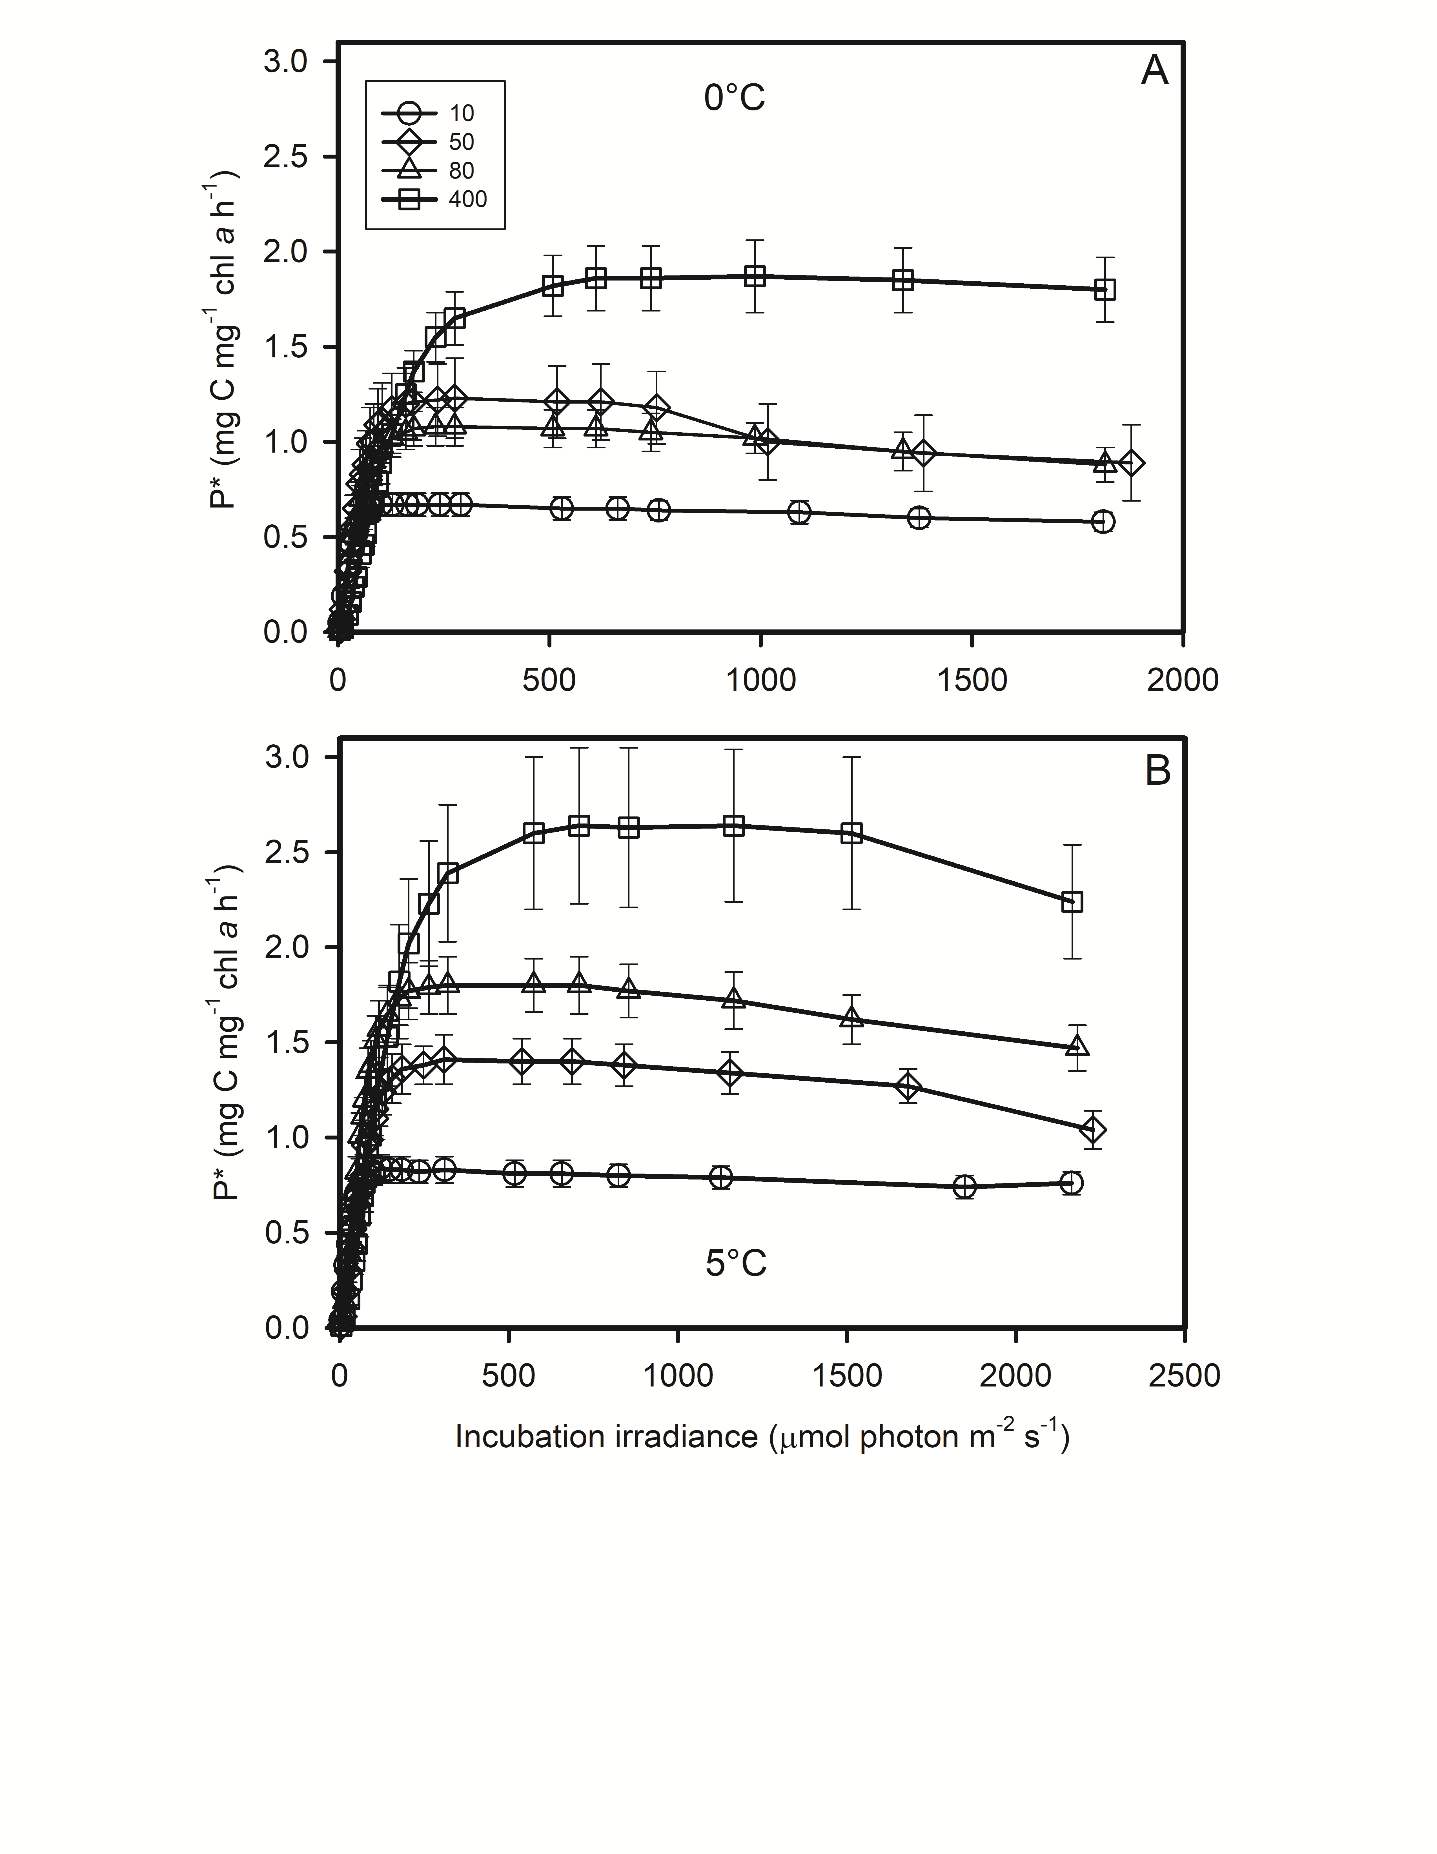 A
0°C
10
50
80
400
P* (mg C mg⁻¹ chl a h⁻¹)
3.0
2.5
2.0
1.5
1.0
0.5
0.0
0 500 1000 1500 2000
B
5°C
P* (mg C mg⁻¹ chl a h⁻¹)
3.0
2.5
2.0
1.5
1.0
0.5
0.0
0 500 1000 1500 2000 2500
Incubation irradiance (μmol photon m⁻² s⁻¹)